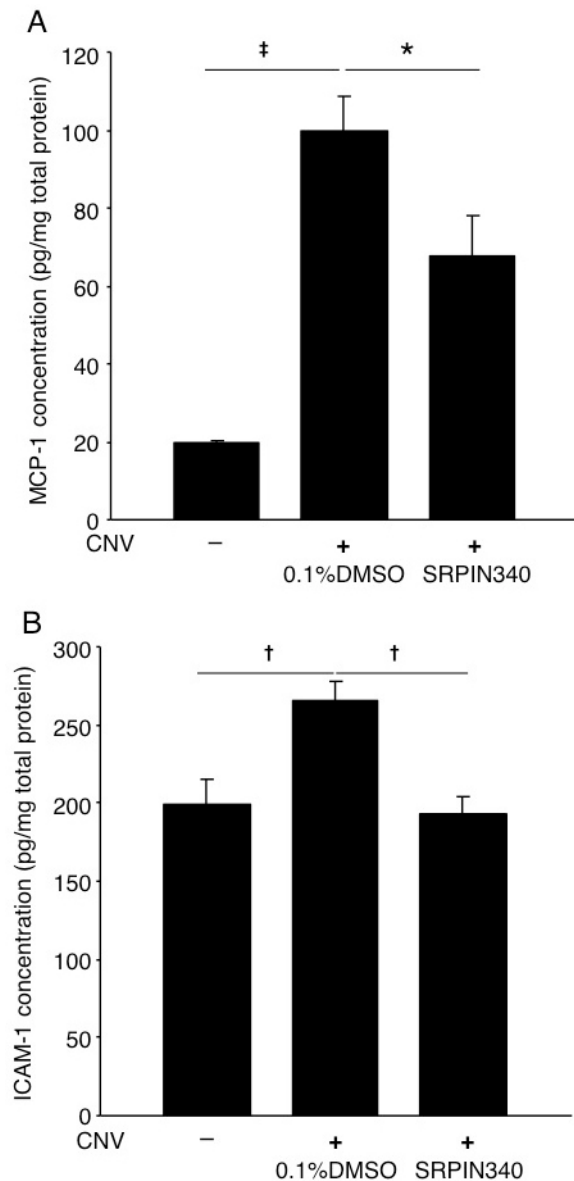 A
‡ *
MCP-1 concentration (pg/mg total protein)
120
100
80
60
40
20
0
CNV – + +
0.1%DMSO SRPIN340
B
† †
ICAM-1 concentration (pg/mg total protein)
300
250
200
150
100
50
0
CNV – + +
0.1%DMSO SRPIN340